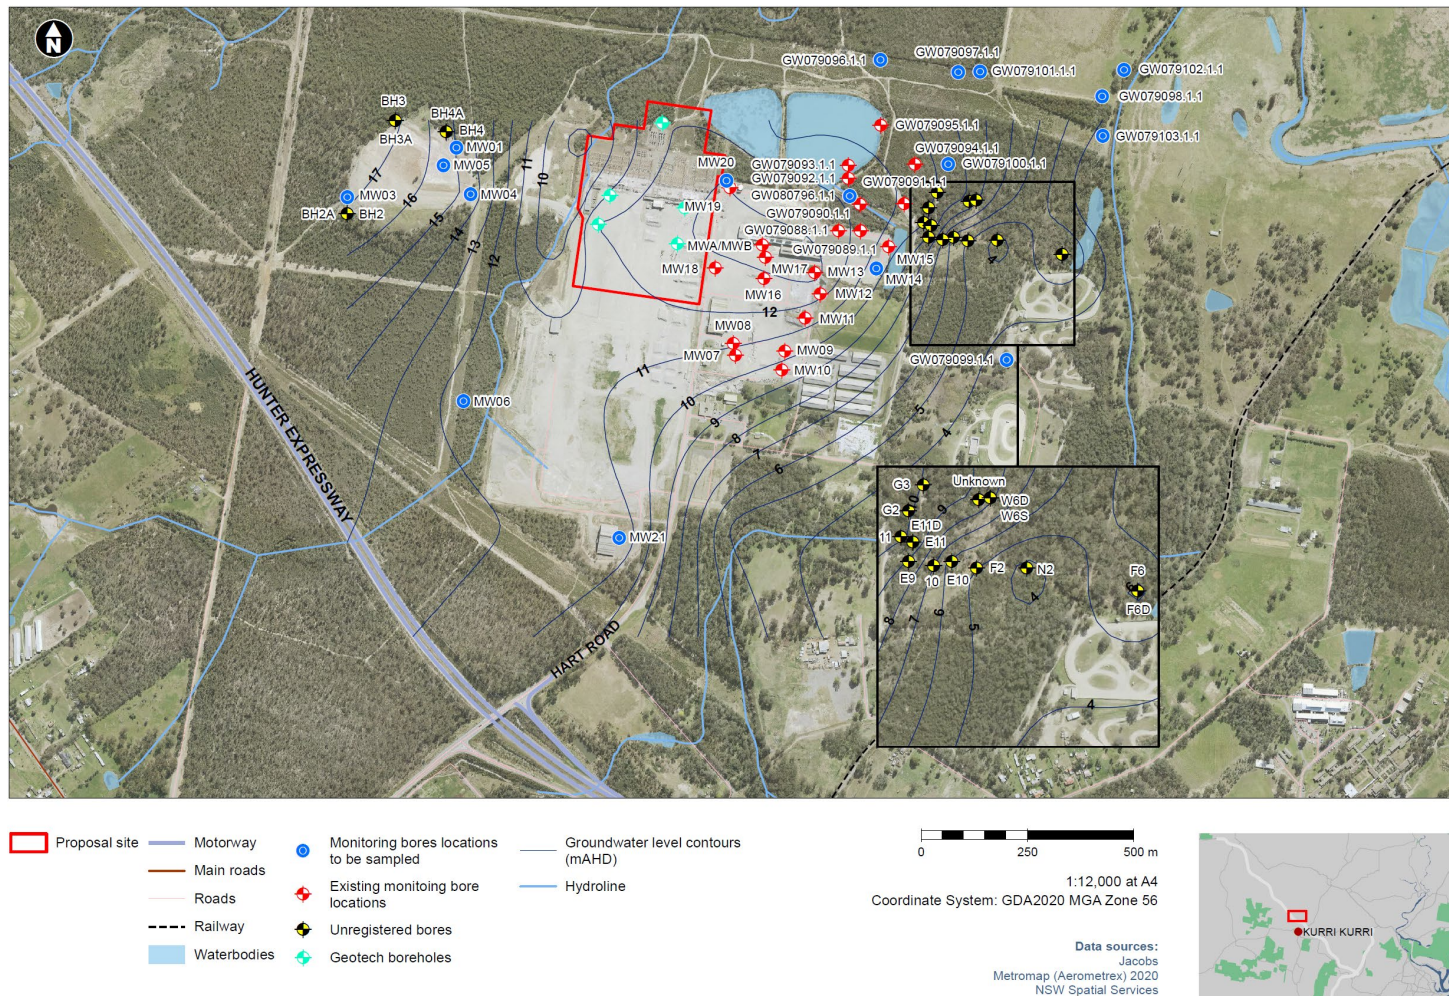 N
GW079097.1.1
GW079096.1.1
GW079101.1.1
GW079102.1.1
GW079098.1.1
BH3
BH4A
BH4
BH3A
MW01
GW079095.1.1
GW079103.1.1
GW079094.1.1
MW05
11
10
MW20
GW079093.1.1
GW079100.1.1
17
GW079092.1.1
GW079091.1.1
MW03
16
MW04
MW19
GW080796.1.1
BH2A
BH2
15
GW079090.1.1
14
GW079088.1.1
13
MWA/MWB
GW079089.1.1
4
12
MW18
MW17
MW13
MW15
MW14
MW16
MW12
12
MW11
MW08
MW07
MW09
GW079099.1.1
11
MW10
HUNTER EXPRESSWAY
MW06
10
9
8
7
6
5
4
MW21
HART ROAD
G3
Unknown
0
9
W6D
G2
W6S
E11D
11
E11
E9
10
E10
F2
N2
F6
6
4
F6D
8
7
6
5
4
Proposal site
Motorway
Main roads
Roads
Railway
Waterbodies
Monitoring bores locations
to be sampled
Existing monitoing bore
locations
Unregistered bores
Geotech boreholes
Groundwater level contours
(mAHD)
Hydroline
0
250
500 m
1:12,000 at A4
Coordinate System: GDA2020 MGA Zone 56
Data sources:
Jacobs
Metromap (Aerometrex) 2020
NSW Spatial Services
KURRI KURRI